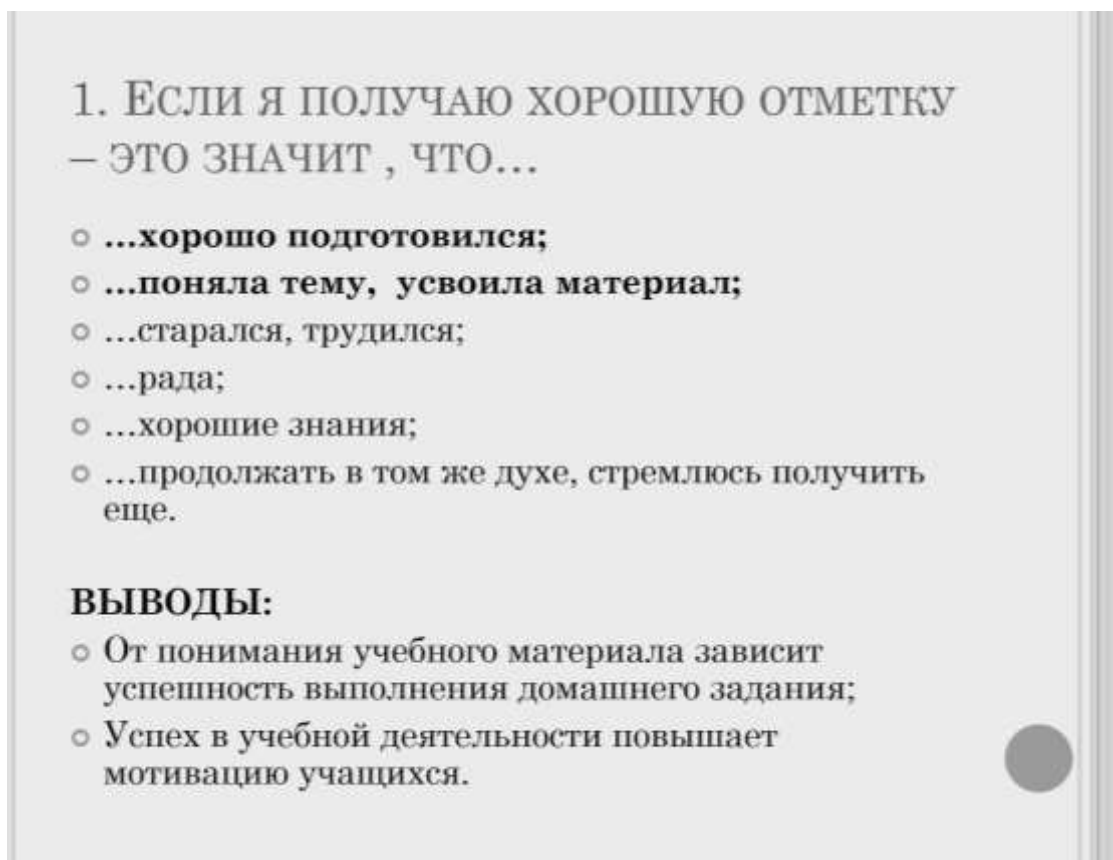 1. Если я получаю хорошую отметку
– это значит , что...
...хорошо подготовился;
...поняла тему, усвоила материал;
...старался, трудился;
...рада;
...хорошие знания;
...продолжать в том же духе, стремлюсь получить
еще.
ВЫВОДЫ:
От понимания учебного материала зависит
успешность выполнения домашнего задания;
Успех в учебной деятельности повышает
мотивацию учащихся.